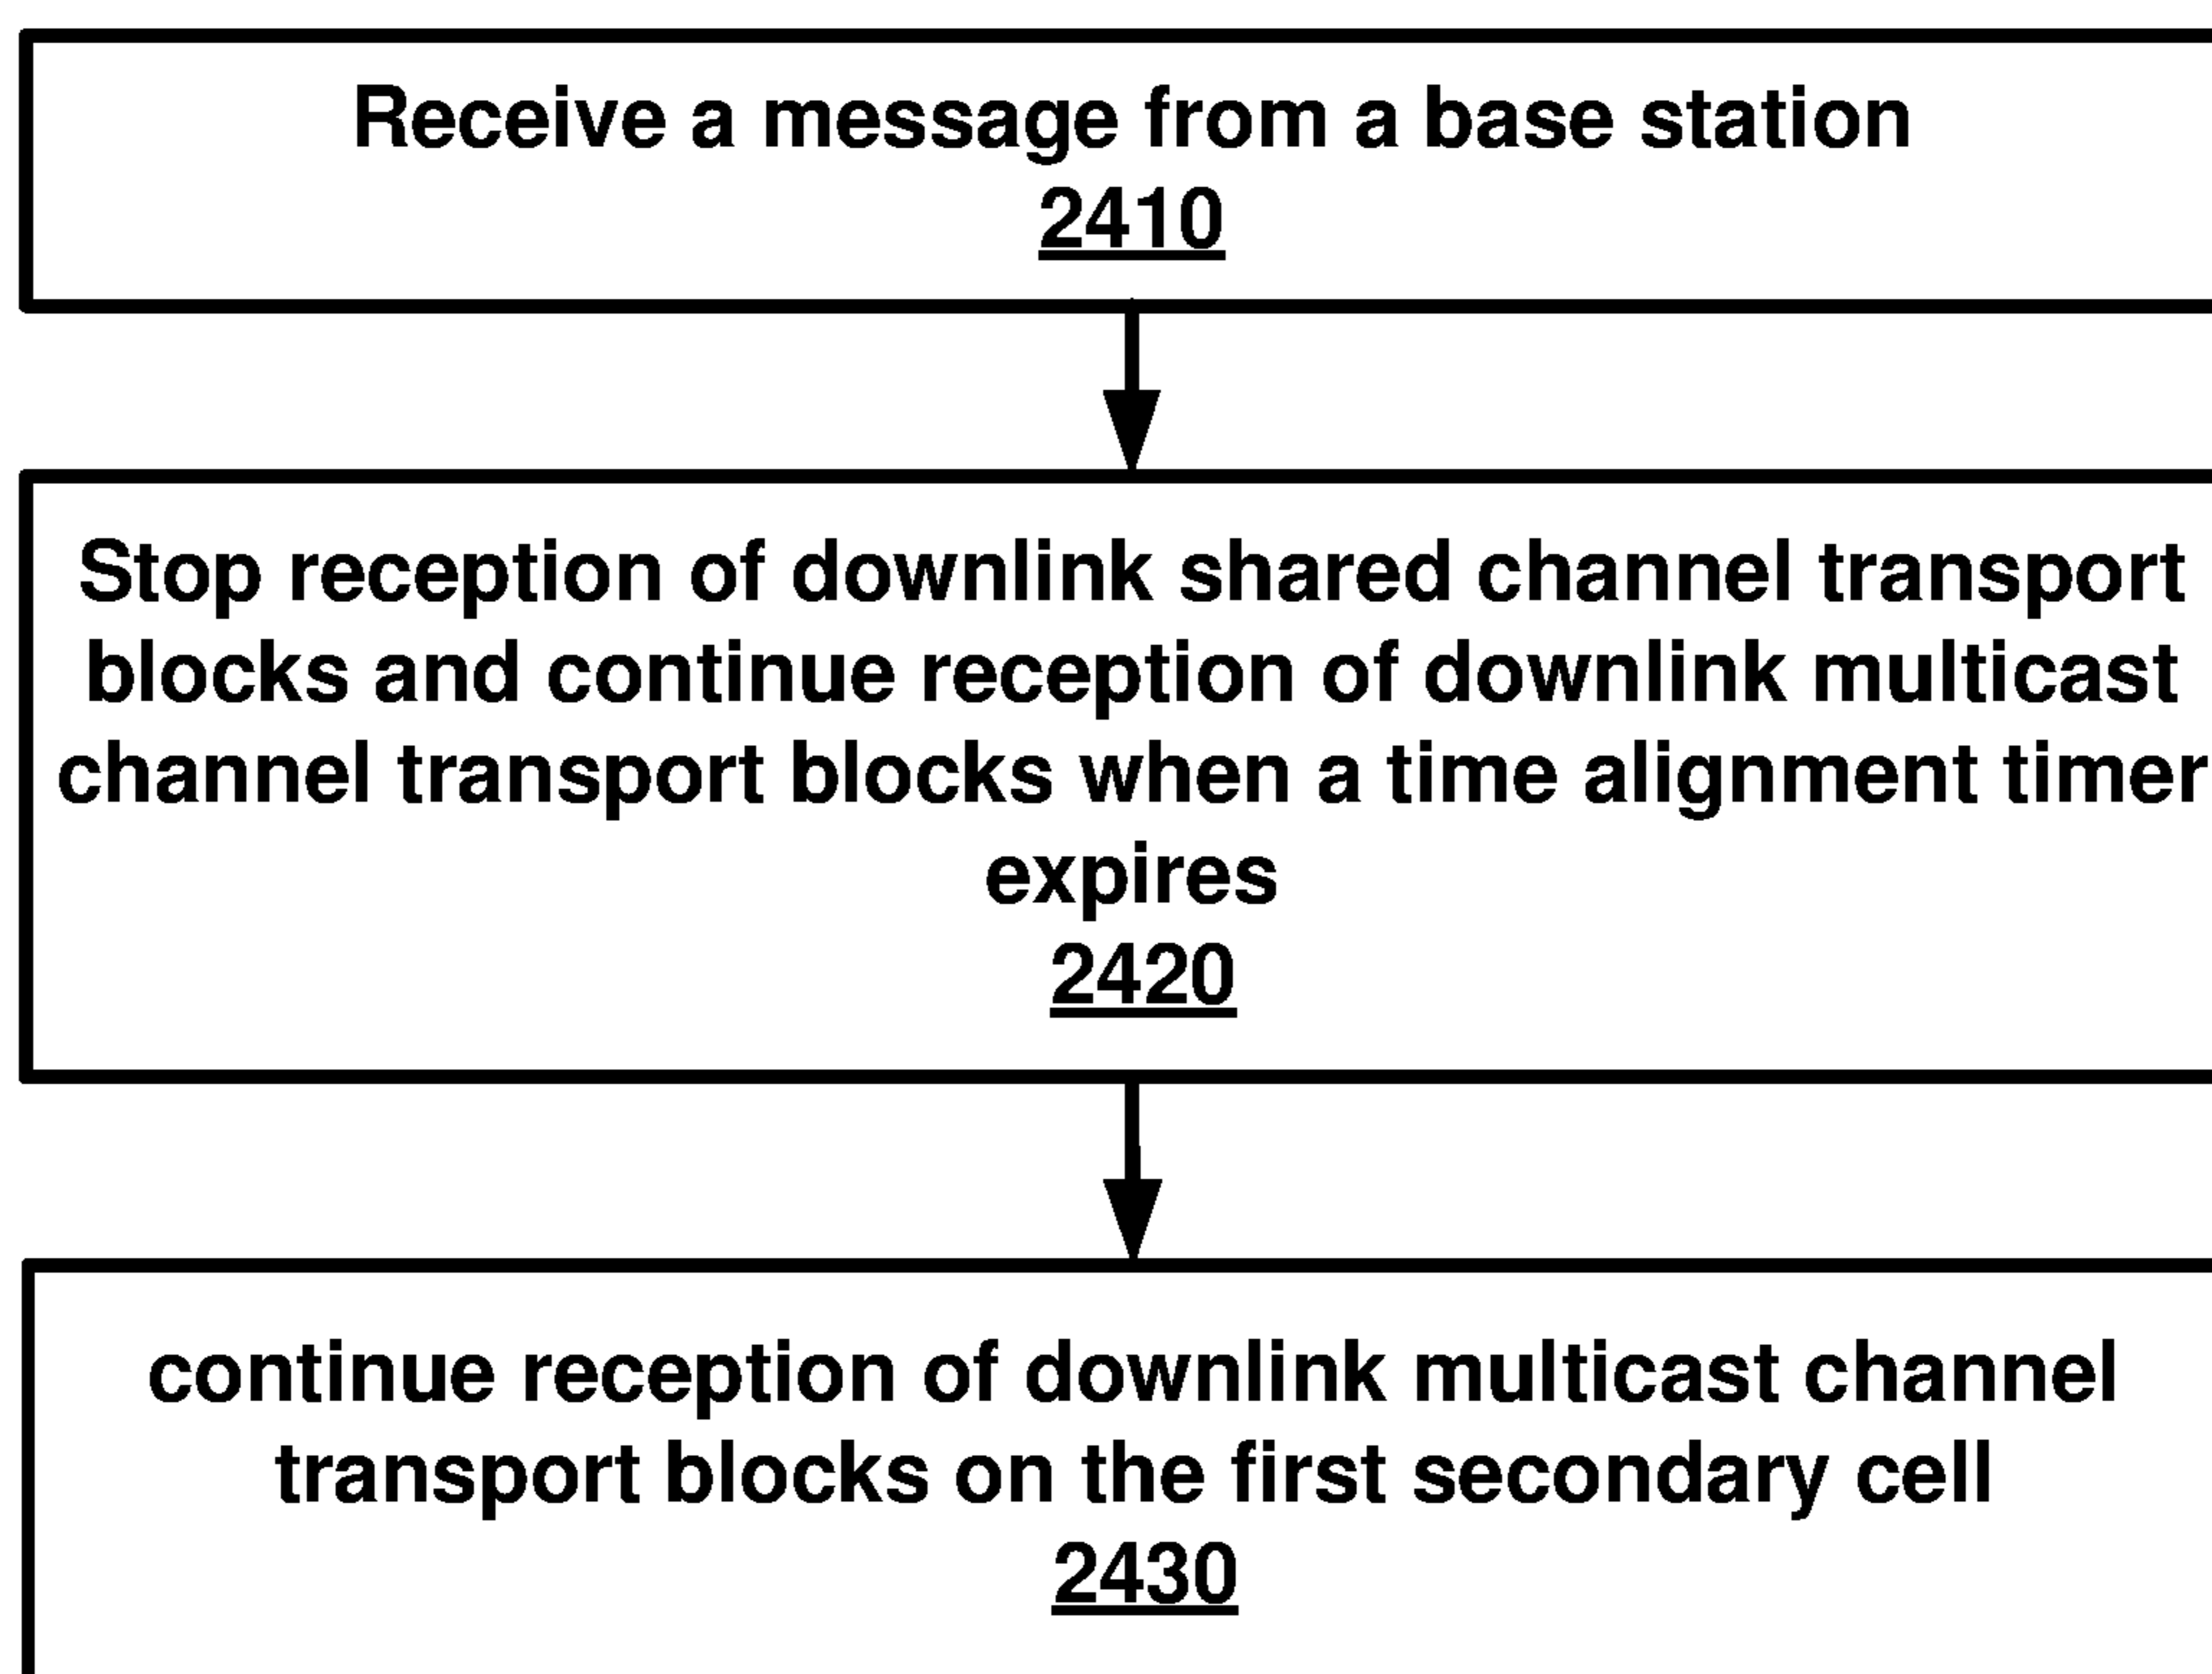 Receive a message from a base station
2410
Stop reception of downlink shared channel transport
blocks and continue reception of downlink multicast
channel transport blocks when a time alignment timer
expires
2420
continue reception of downlink multicast channel
transport blocks on the first secondary cell
2430